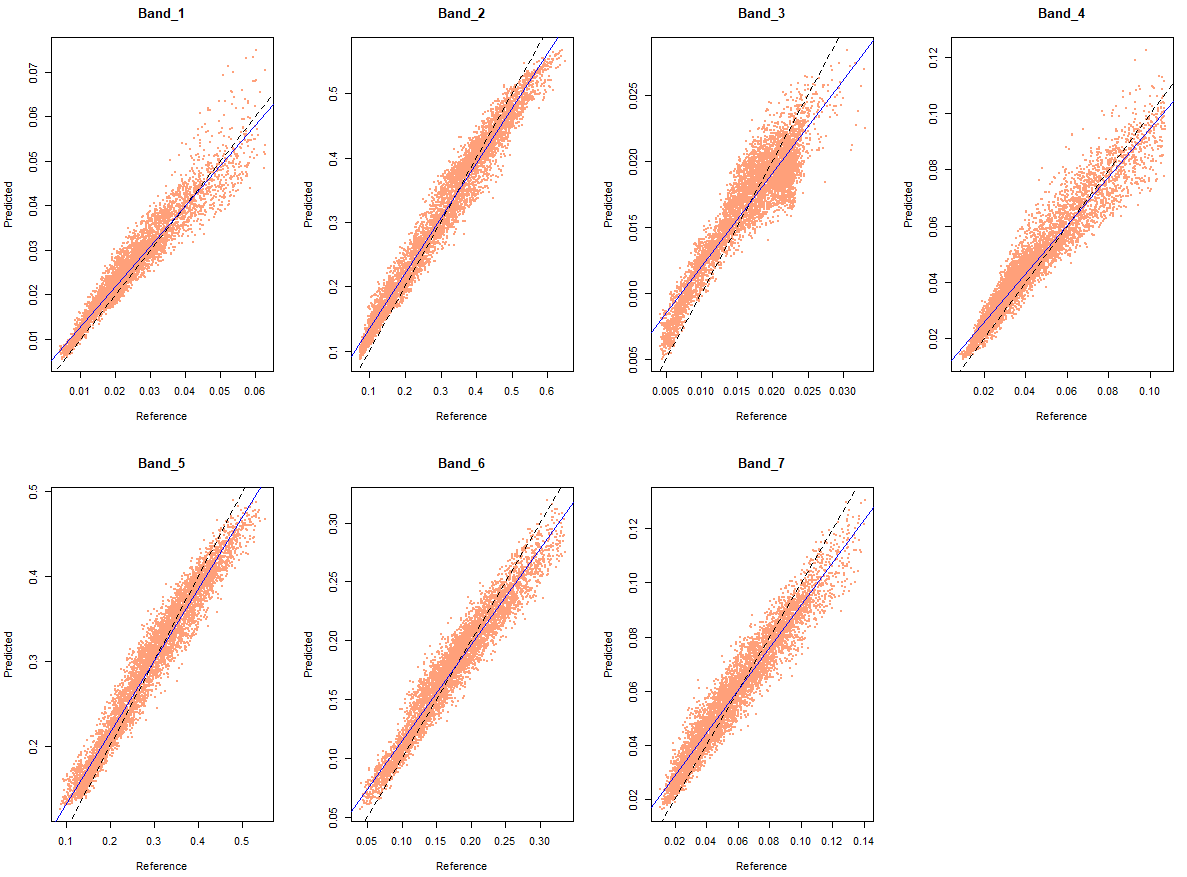 Band_1
Predicted
0.01 0.02 0.03 0.04 0.05 0.06 0.07
0.01 0.02 0.03 0.04 0.05 0.06
Reference
Band_2
Predicted
0.1 0.2 0.3 0.4 0.5
0.1 0.2 0.3 0.4 0.5 0.6
Reference
Band_3
Predicted
0.005 0.010 0.015 0.020 0.025
0.005 0.010 0.015 0.020 0.025 0.030
Reference
Band_4
Predicted
0.02 0.04 0.06 0.08 0.10 0.12
0.02 0.04 0.06 0.08 0.10
Reference
Band_5
Predicted
0.2 0.3 0.4 0.5
0.1 0.2 0.3 0.4 0.5
Reference
Band_6
Predicted
0.05 0.10 0.15 0.20 0.25 0.30
0.05 0.10 0.15 0.20 0.25 0.30
Reference
Band_7
Predicted
0.02 0.04 0.06 0.08 0.10 0.12
0.02 0.04 0.06 0.08 0.10 0.12 0.14
Reference